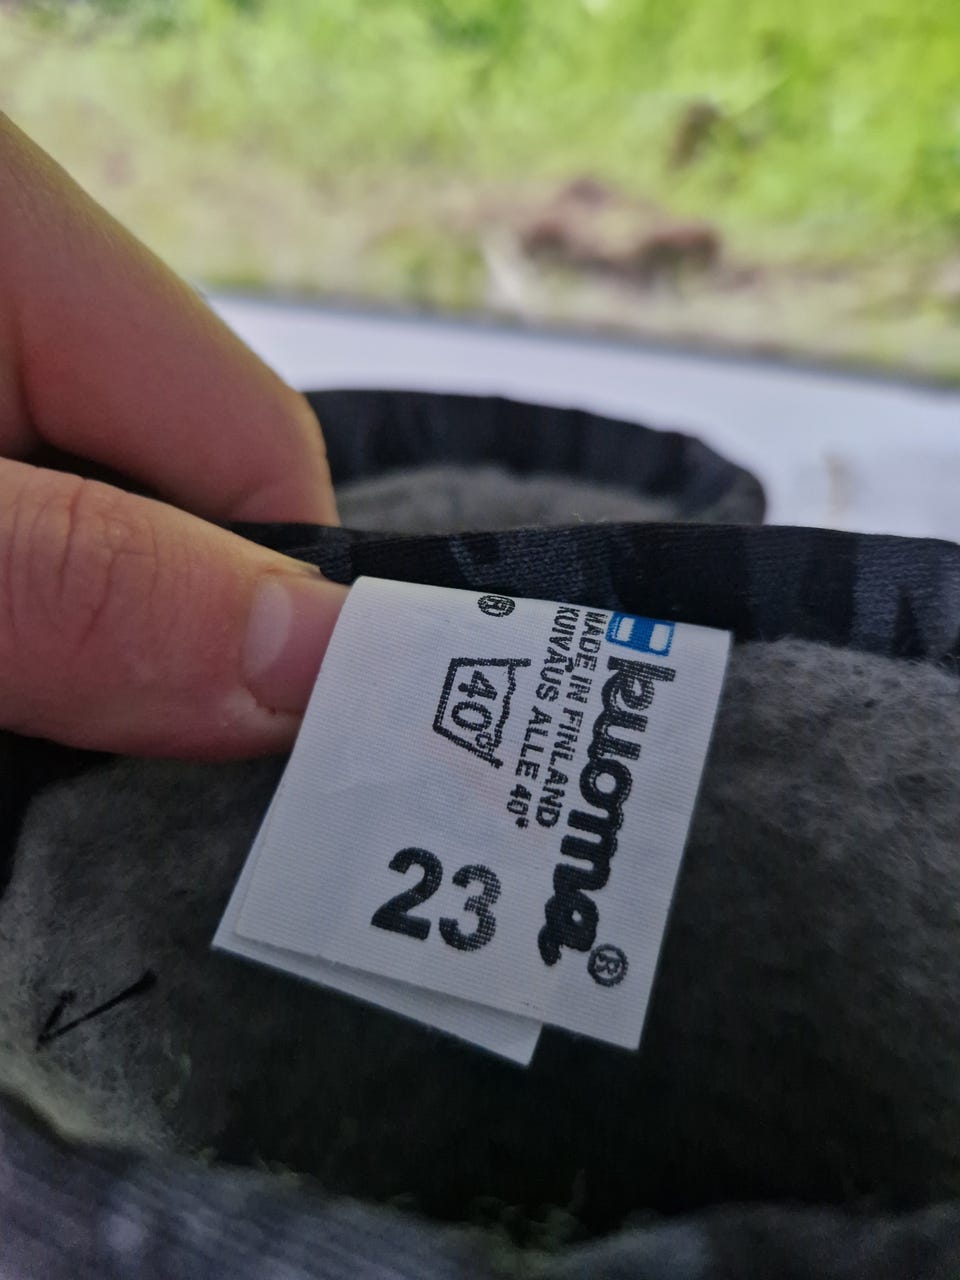 kuoma®
MADE IN FINLAND
KUIVAUS ALLE 40°
40°
®
23